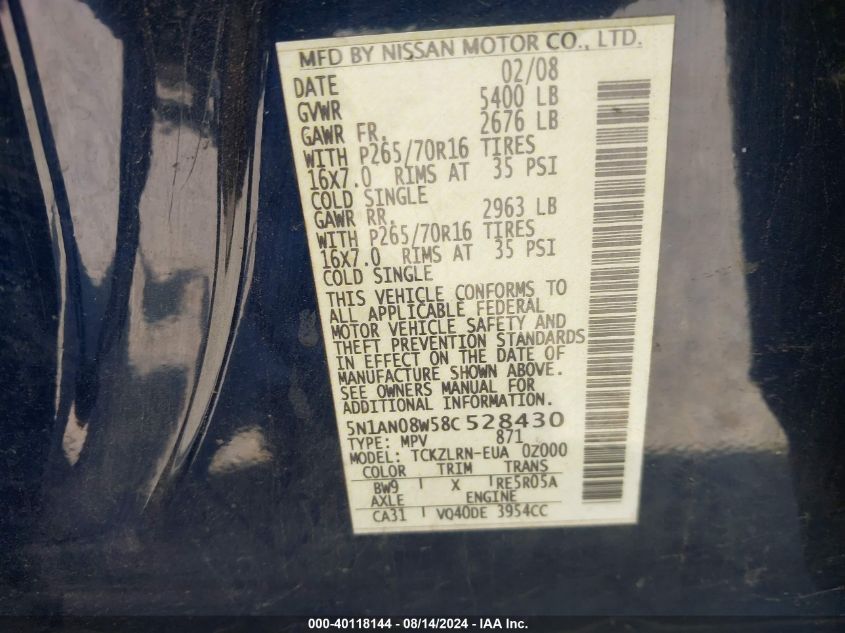 MFD BY NISSAN MOTOR CO., LTD.
DATE 02/08
GVWR 5400 LB
GAWR FR. 2676 LB
WITH P265/70R16 TIRES
16X7.0 RIMS AT 35 PSI
COLD SINGLE
GAWR RR. 2963 LB
WITH P265/70R16 TIRES
16X7.0 RIMS AT 35 PSI
COLD SINGLE
THIS VEHICLE CONFORMS TO
ALL APPLICABLE FEDERAL
MOTOR VEHICLE SAFETY AND
THEFT PREVENTION STANDARDS
IN EFFECT ON THE DATE OF
MANUFACTURE SHOWN ABOVE.
SEE OWNERS MANUAL FOR
ADDITIONAL INFORMATION.
5N1AN08W58C528430
TYPE: MPV 871
MODEL: TCKZLRN-EUA 0Z000
COLOR TRIM TRANS
BW9 X RE5R05A
AXLE ENGINE
CA31 VQ40DE 3954CC
000-40118144 - 08/14/2024 - IAA Inc.